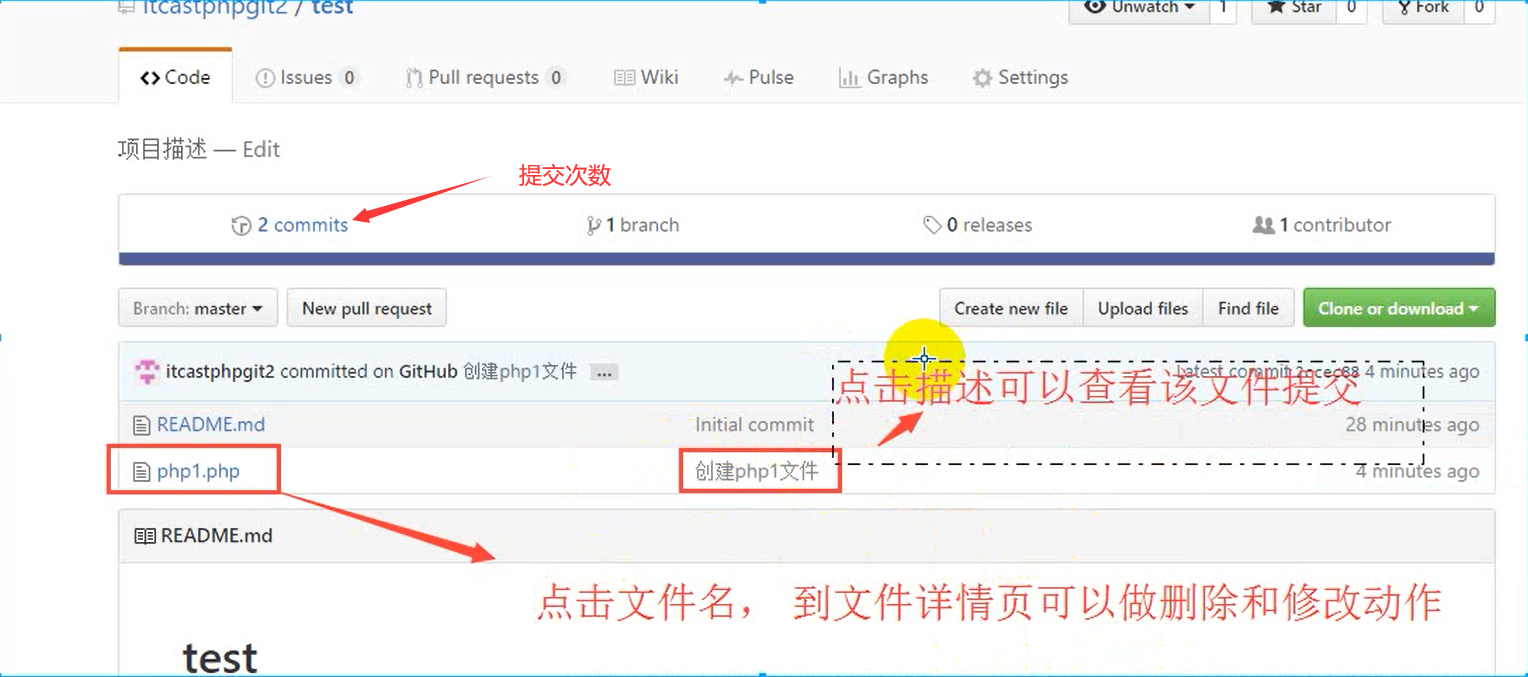 itcastphpgit2 / test
Unwatch 1 Star 0 Fork 0
Code Issues 0 Pull requests 0 Wiki Pulse Graphs Settings
项目描述 — Edit
提交次数
2 commits 1 branch 0 releases 1 contributor
Branch: master New pull request Create new file Upload files Find file Clone or download
itcastphpgit2 committed on GitHub 创建php1文件 ... Latest commit 4 minutes ago
点击描述可以查看该文件提交
README.md Initial commit 28 minutes ago
php1.php 创建php1文件 4 minutes ago
README.md
点击文件名， 到文件详情页可以做删除和修改动作
test